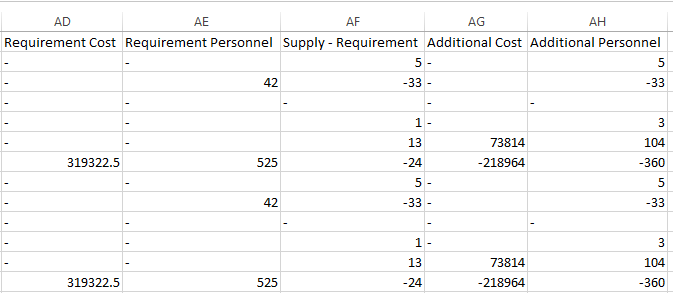 AD AE AF AG AH
Requirement Cost Requirement Personnel Supply - Requirement Additional Cost Additional Personnel
- - 5 - 5
- 42 -33 - -33
- - - - -
- - 1 - 3
- - 13 73814 104
319322.5 525 -24 -218964 -360
- - 5 - 5
- 42 -33 - -33
- - - - -
- - 1 - 3
- - 13 73814 104
319322.5 525 -24 -218964 -360